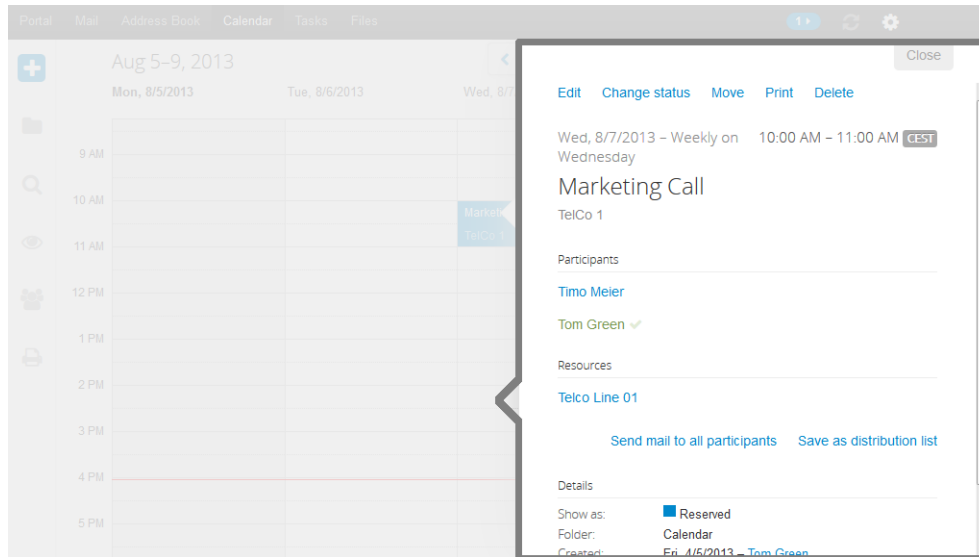 Portal Mail Address Book Calendar Tasks Files
1
Aug 5–9, 2013
Mon, 8/5/2013 Tue, 8/6/2013 Wed, 8/7
9 AM
10 AM
11 AM
12 PM
1 PM
2 PM
3 PM
4 PM
5 PM
Marketi
TelCo 1
Close
Edit Change status Move Print Delete
Wed, 8/7/2013 – Weekly on 10:00 AM – 11:00 AM CEST
Wednesday
Marketing Call
TelCo 1
Participants
Timo Meier
Tom Green
Resources
Telco Line 01
Send mail to all participants Save as distribution list
Details
Show as: Reserved
Folder: Calendar
Created: Fri, 4/5/2013 – Tom Green